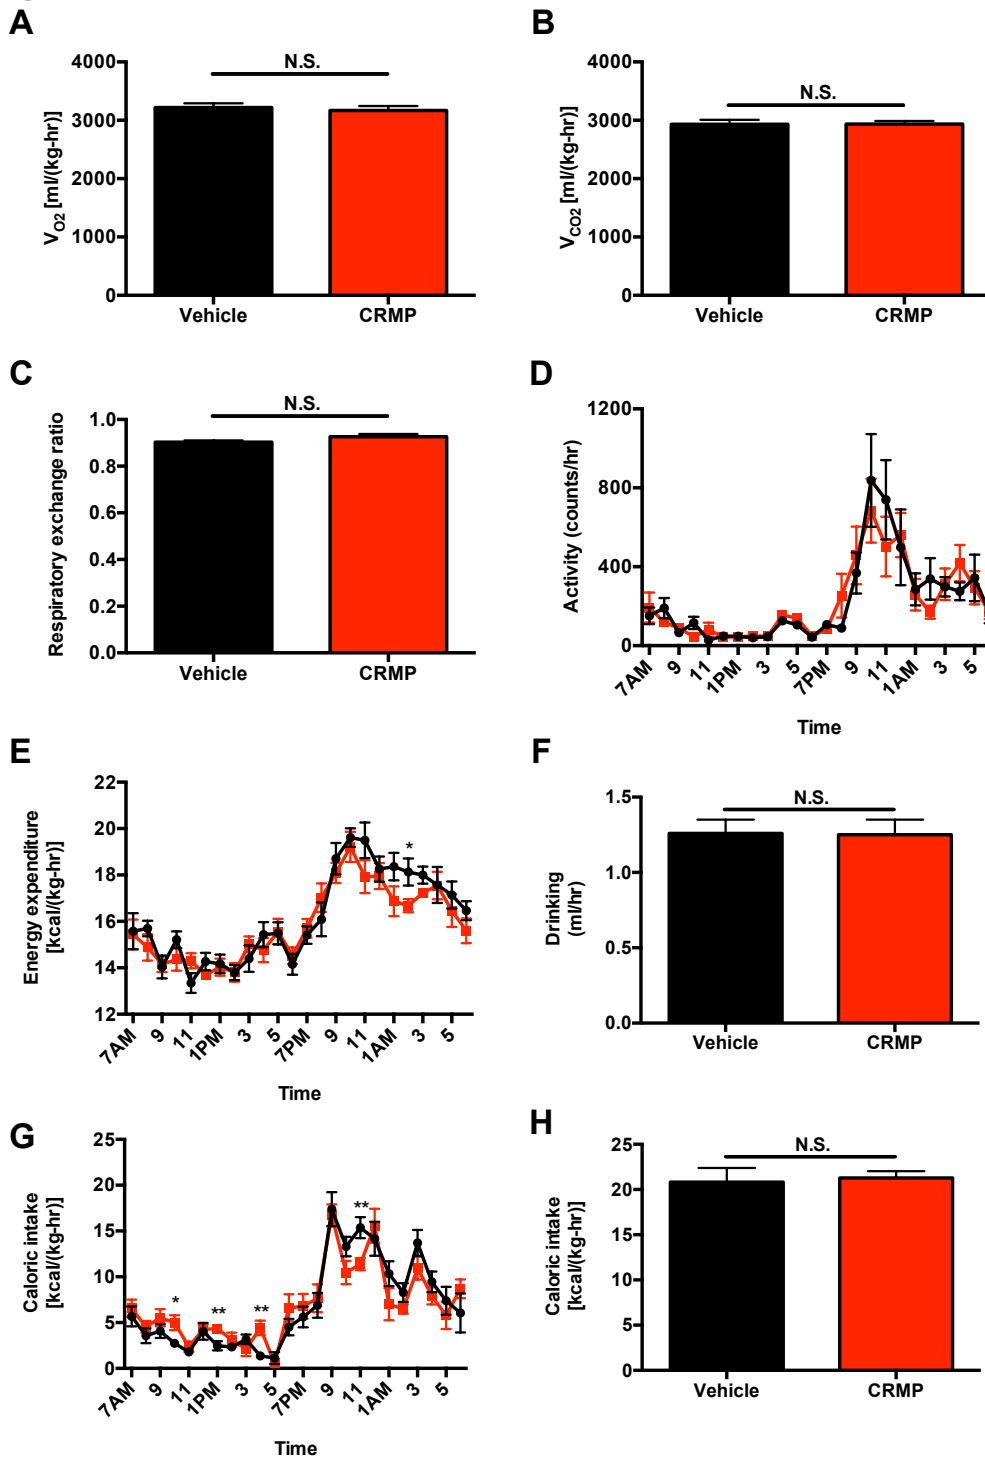 A
N.S.
4000
3000
2000
1000
0
V_O2 [ml/(kg-hr)]
Vehicle
CRMP
B
N.S.
4000
3000
2000
1000
0
V_CO2 [ml/(kg-hr)]
Vehicle
CRMP
C
N.S.
1.0
0.8
0.6
0.4
0.2
0.0
Respiratory exchange ratio
Vehicle
CRMP
D
1200
800
400
0
Activity (counts/hr)
7AM 9 11 1PM 3 5 7PM 9 11 1AM 3 5
Time
E
22
20
18
16
14
12
Energy expenditure
[kcal/(kg-hr)]
*
7AM 9 11 1PM 3 5 7PM 9 11 1AM 3 5
Time
F
N.S.
1.5
1.0
0.5
0.0
Drinking
(ml/hr)
Vehicle
CRMP
G
25
20
15
10
5
0
Caloric intake
[kcal/(kg-hr)]
* ** ** **
7AM 9 11 1PM 3 5 7PM 9 11 1AM 3 5
Time
H
N.S.
25
20
15
10
5
0
Caloric intake
[kcal/(kg-hr)]
Vehicle
CRMP